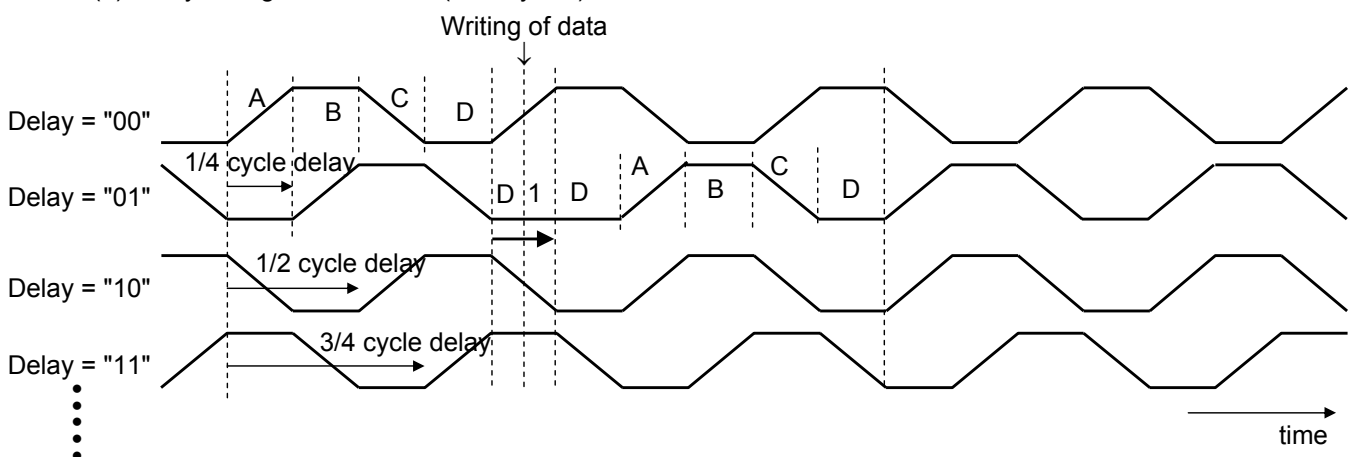 Writing of data
↓
A B C D
Delay = "00"
1/4 cycle delay
Delay = "01"
D 1 D A B C D
1/2 cycle delay
Delay = "10"
3/4 cycle delay
Delay = "11"
time